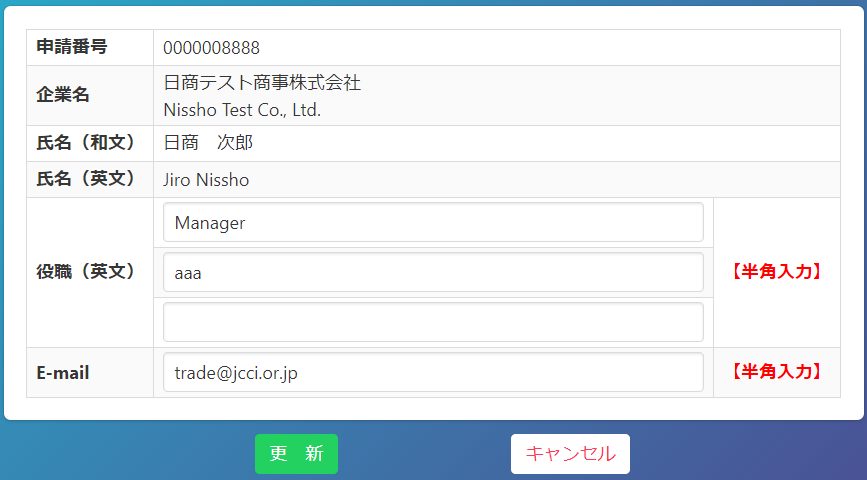 申請番号 0000008888
企業名 日商テスト商事株式会社
Nissho Test Co., Ltd.
氏名（和文） 日商　次郎
氏名（英文） Jiro Nissho
役職（英文） Manager
aaa
【半角入力】
E-mail trade@jcci.or.jp 【半角入力】
更　新 キャンセル